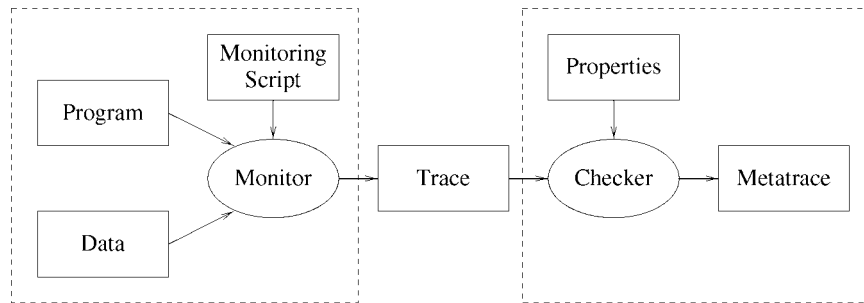 Monitoring
Script
Properties
Program
Monitor
Trace
Checker
Metatrace
Data